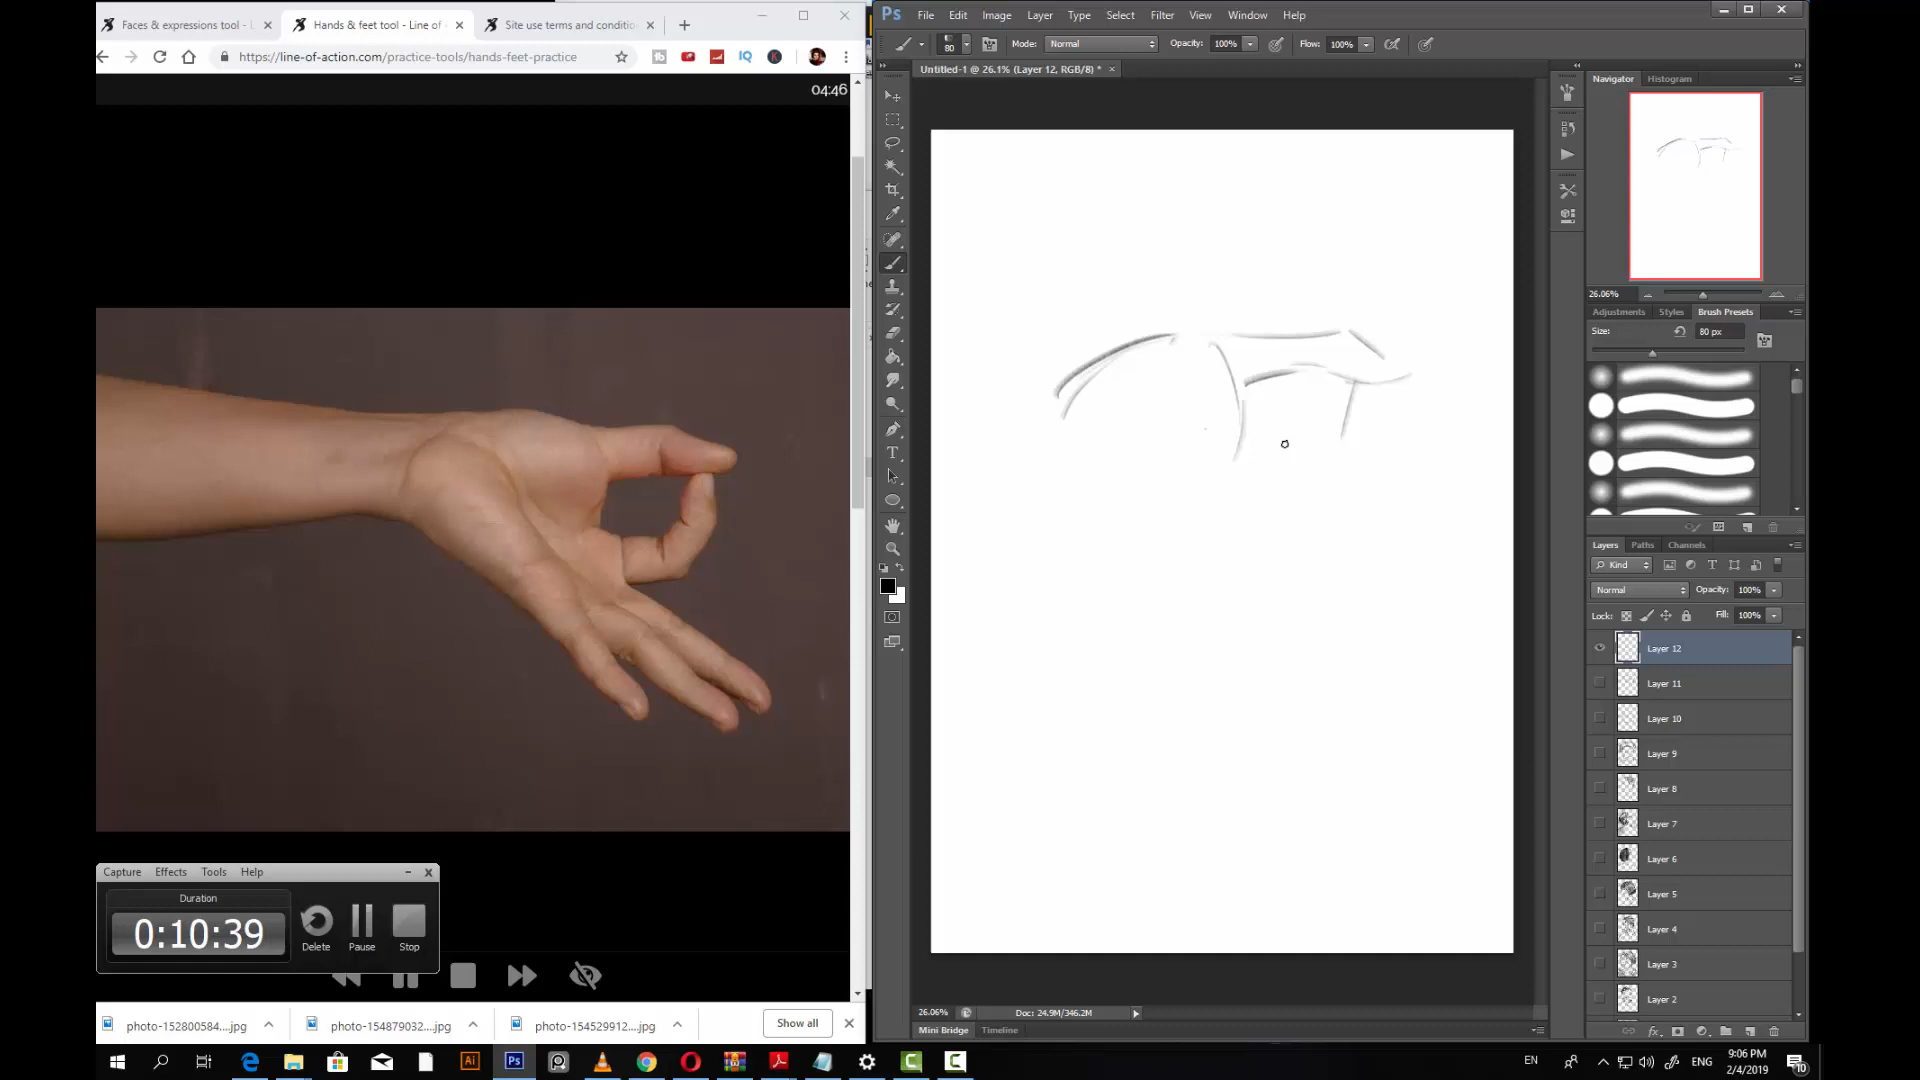 Faces & expressions tool -
Hands & feet tool - Line of
Site use terms and conditio
https://line-of-action.com/practice-tools/hands-feet-practice
04:46
Capture Effects Tools Help
Duration
0:10:39
Delete Pause Stop
photo-152800584....jpg
photo-154879032....jpg
photo-154529912....jpg
Show all
Ps File Edit Image Layer Type Select Filter View Window Help
80 Mode: Normal Opacity: 100% Flow: 100%
Untitled-1 @ 26.1% (Layer 12, RGB/8) *
Navigator Histogram
26.06%
Adjustments Styles Brush Presets
Size: 80 px
Layers Paths Channels
Kind
Normal Opacity: 100%
Lock: Fill: 100%
Layer 12
Layer 11
Layer 10
Layer 9
Layer 8
Layer 7
Layer 6
Layer 5
Layer 4
Layer 3
Layer 2
26.06% Doc: 24.9M/346.2M
Mini Bridge Timeline
Ai Ps
EN ENG
9:06 PM
2/4/2019
10